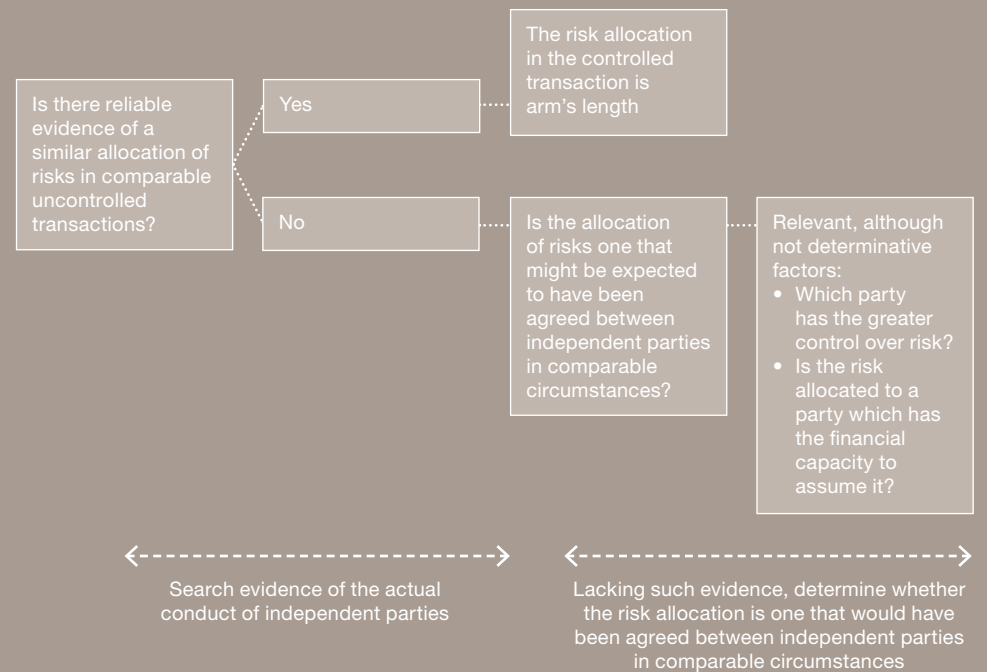 Is there reliable
evidence of a
similar allocation of
risks in comparable
uncontrolled
transactions?
Yes
The risk allocation
in the controlled
transaction is
arm's length
No
Is the allocation
of risks one that
might be expected
to have been
agreed between
independent parties
in comparable
circumstances?
Relevant, although
not determinative
factors:
• Which party
has the greater
control over risk?
• Is the risk
allocated to a
party which has
the financial
capacity to
assume it?
Search evidence of the actual
conduct of independent parties
Lacking such evidence, determine whether
the risk allocation is one that would have
been agreed between independent parties
in comparable circumstances